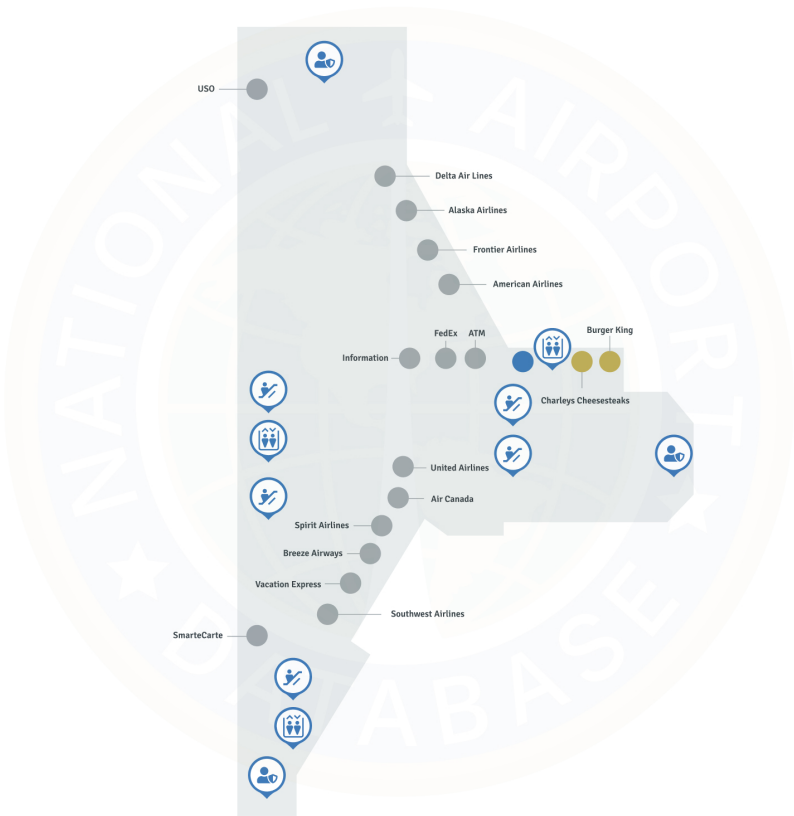 NATIONAL AIRPORT
DATABASE
USO
Delta Air Lines
Alaska Airlines
Frontier Airlines
American Airlines
Burger King
FedEx
ATM
Information
Charleys Cheesesteaks
United Airlines
Air Canada
Spirit Airlines
Breeze Airways
Vacation Express
Southwest Airlines
SmarteCarte